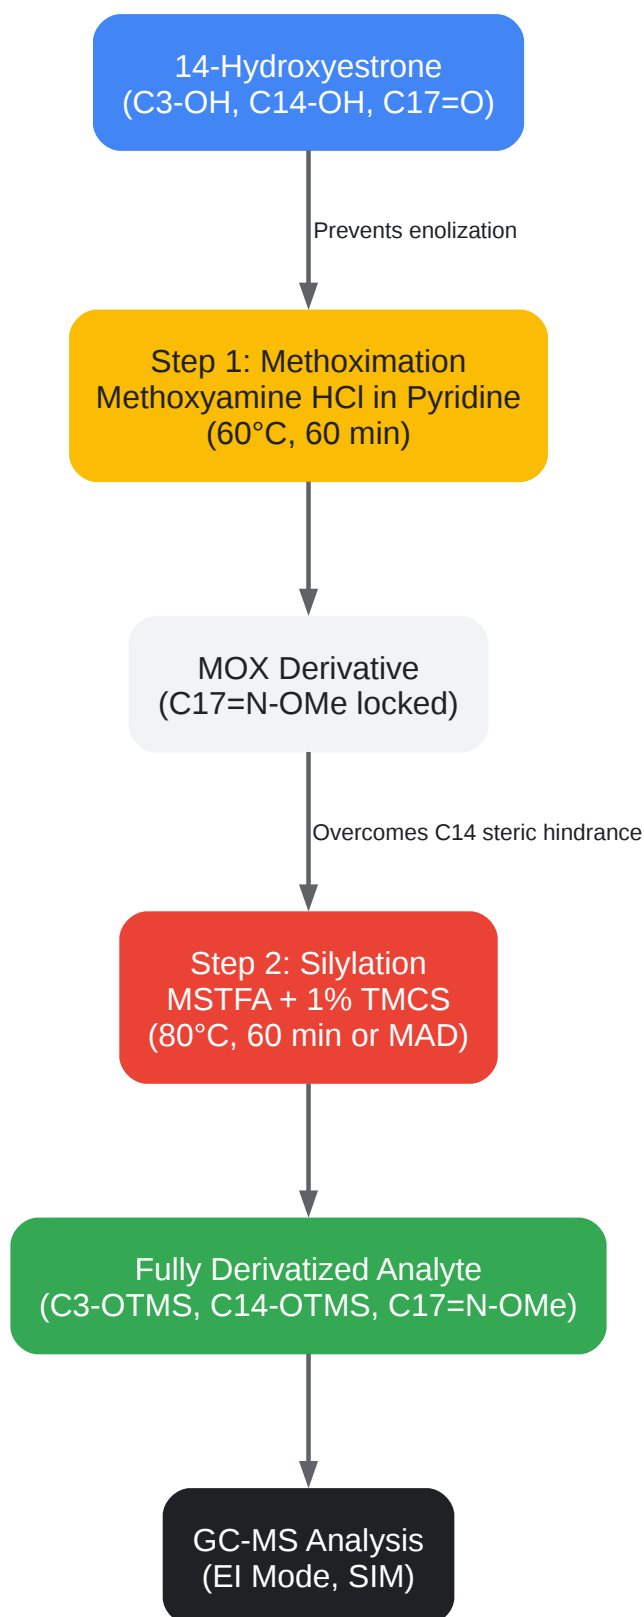 14-Hydroxyestrone
(C3-OH, C14-OH, C17=O)
Prevents enolization
Step 1: Methoximation
Methoxyamine HCl in Pyridine
(60°C, 60 min)
MOX Derivative
(C17=N-OMe locked)
Overcomes C14 steric hindrance
Step 2: Silylation
MSTFA + 1% TMCS
(80°C, 60 min or MAD)
Fully Derivatized Analyte
(C3-OTMS, C14-OTMS, C17=N-OMe)
GC-MS Analysis
(EI Mode, SIM)